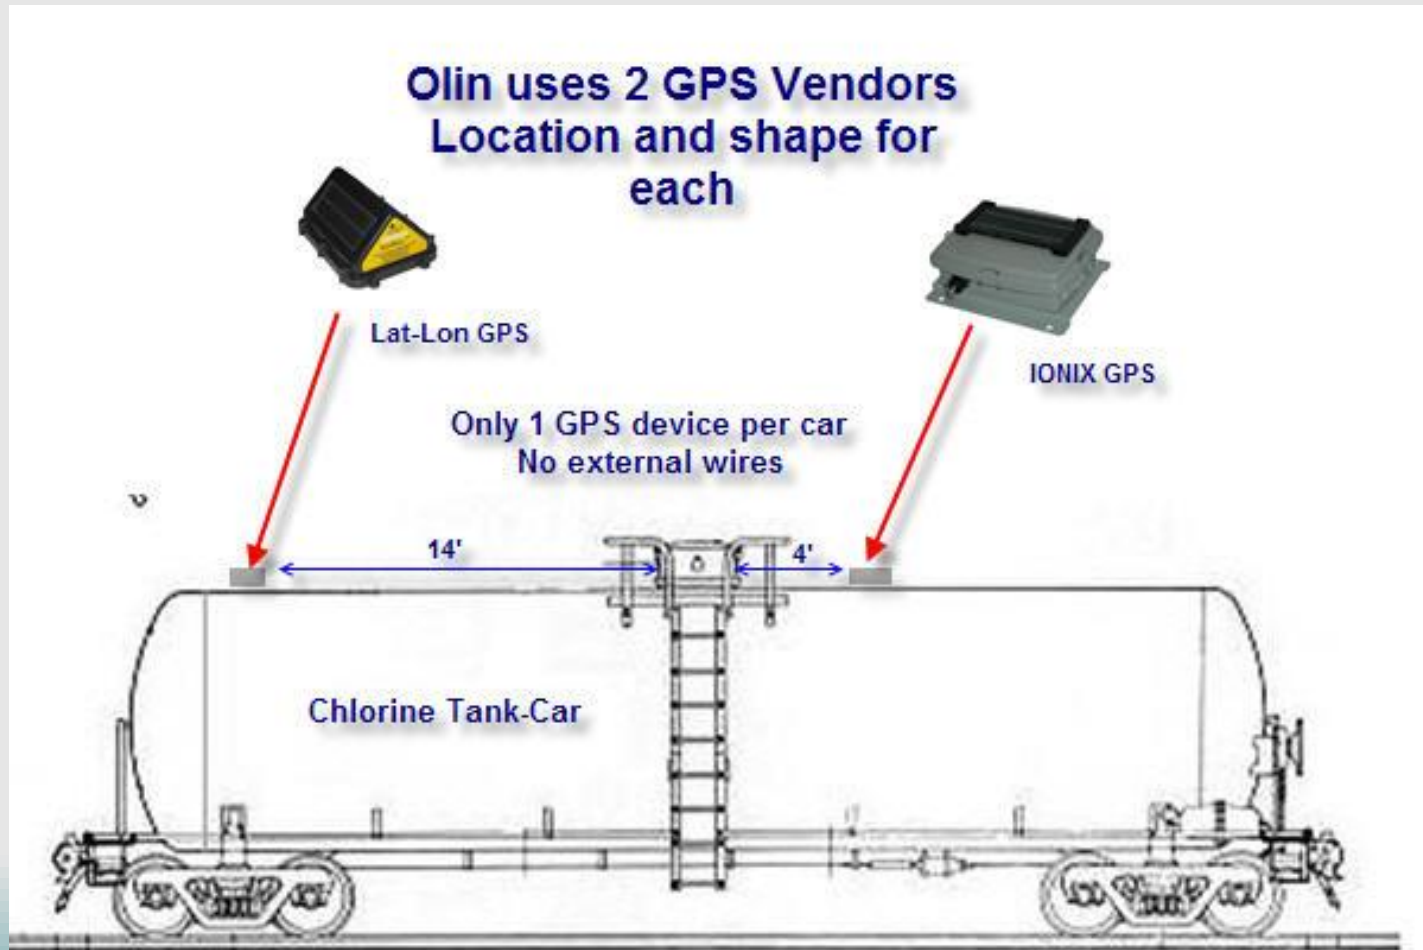 Olin uses 2 GPS Vendors
Location and shape for
each
Lat-Lon GPS
IONIX GPS
Only 1 GPS device per car
No external wires
14'
4'
Chlorine Tank-Car